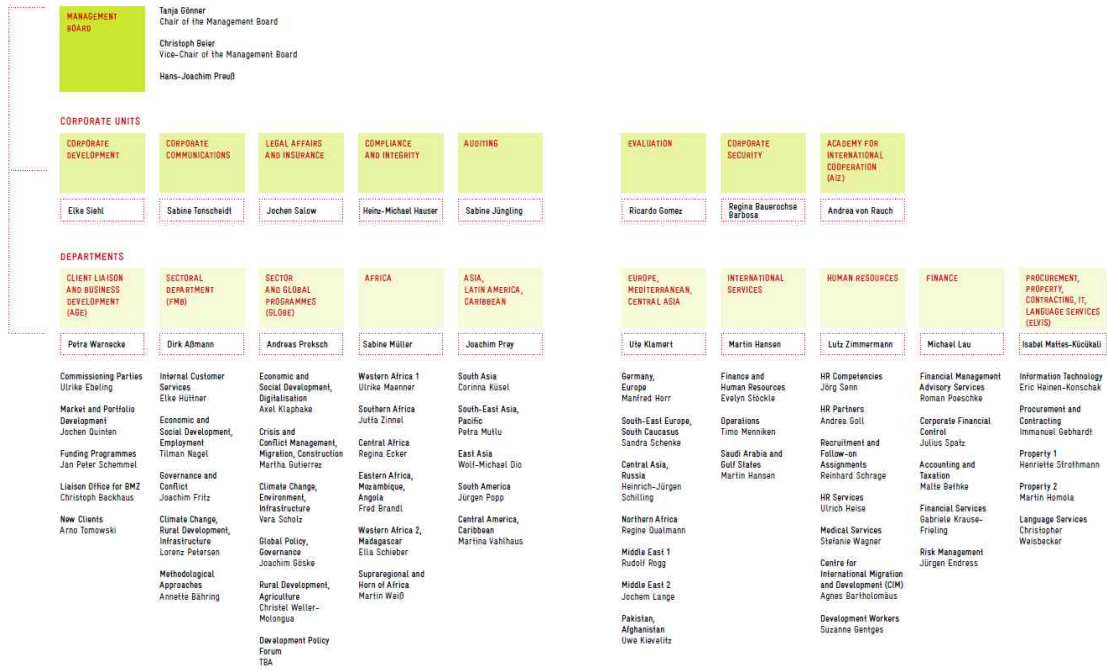 MANAGEMENT
BOARD
Tanja Gönner
Chair of the Management Board
Christoph Beier
Vice-Chair of the Management Board
Hans-Joachim Preuß
CORPORATE UNITS
CORPORATE
DEVELOPMENT
Elke Siehl
CORPORATE
COMMUNICATIONS
Sabine Tonscheidt
LEGAL AFFAIRS
AND INSURANCE
Jochen Salow
COMPLIANCE
AND INTEGRITY
Heinz-Michael Hauser
AUDITING
Sabine Jüngling
EVALUATION
Ricardo Gomez
CORPORATE
SECURITY
Regina Bauerochse
Barbosa
ACADEMY FOR
INTERNATIONAL
COOPERATION
(AIZ)
Andrea von Rauch
DEPARTMENTS
CLIENT LIAISON
AND BUSINESS
DEVELOPMENT
(AGE)
Petra Warnecke
Commissioning Parties
Ulrike Ebeling
Market and Portfolio
Development
Jochen Quinten
Funding Programmes
Jan Peter Schemmel
Liaison Office for BMZ
Christoph Backhaus
New Clients
Arno Tomowski
SECTORAL
DEPARTMENT
(FMB)
Dirk Aßmann
Internal Customer
Services
Elke Hüttner
Economic and
Social Development,
Employment
Tilman Nagel
Governance and
Conflict
Joachim Fritz
Climate Change,
Rural Development,
Infrastructure
Lorenz Petersen
Methodological
Approaches
Annette Bähring
SECTOR
AND GLOBAL
PROGRAMMES
(GLOBE)
Andreas Proksch
Economic and
Social Development,
Digitalisation
Axel Klaphake
Crisis and
Conflict Management,
Migration, Construction
Martha Gutierrez
Climate Change,
Environment,
Infrastructure
Vera Scholz
Global Policy,
Governance
Joachim Göske
Rural Development,
Agriculture
Christel Weller-
Molongua
Development Policy
Forum
TBA
AFRICA
Sabine Müller
Western Africa 1
Ulrike Maenner
Southern Africa
Jutta Zinnel
Central Africa
Regina Ecker
Eastern Africa,
Mozambique,
Angola
Fred Brandl
Western Africa 2,
Madagascar
Ella Schieber
Supraregional and
Horn of Africa
Martin Weiß
ASIA,
LATIN AMERICA,
CARIBBEAN
Joachim Prey
South Asia
Corinna Küsel
South-East Asia,
Pacific
Petra Mutlu
East Asia
Wolf-Michael Dio
South America
Jürgen Popp
Central America,
Caribbean
Martina Vahlhaus
EUROPE,
MEDITERRANEAN,
CENTRAL ASIA
Ute Klamert
Germany,
Europe
Manfred Horr
South-East Europe,
South Caucasus
Sandra Schenke
Central Asia,
Russia
Heinrich-Jürgen
Schilling
Northern Africa
Regine Qualmann
Middle East 1
Rudolf Rogg
Middle East 2
Jochem Lange
Pakistan,
Afghanistan
Uwe Kievelitz
INTERNATIONAL
SERVICES
Martin Hansen
Finance and
Human Resources
Evelyn Stöckle
Operations
Timo Menniken
Saudi Arabia and
Gulf States
Martin Hansen
HUMAN RESOURCES
Lutz Zimmermann
HR Competencies
Jörg Senn
HR Partners
Andrea Goll
Recruitment and
Follow-on
Assignments
Reinhard Schrage
HR Services
Ulrich Heise
Medical Services
Stefanie Wagner
Centre for
International Migration
and Development (CIM)
Agnes Bartholomäus
Development Workers
Suzanne Gentges
FINANCE
Michael Lau
Financial Management
Advisory Services
Roman Poeschke
Corporate Financial
Control
Julius Spatz
Accounting and
Taxation
Malte Bethke
Financial Services
Gabriele Krause-
Frieling
Risk Management
Jürgen Endress
PROCUREMENT,
PROPERTY,
CONTRACTING, IT,
LANGUAGE SERVICES
(ELVIS)
Isabel Mattes-Kücükali
Information Technology
Eric Heinen-Konschak
Procurement and
Contracting
Immanuel Gebhardt
Property 1
Henriette Strothmann
Property 2
Martin Homola
Language Services
Christopher
Weisbecker